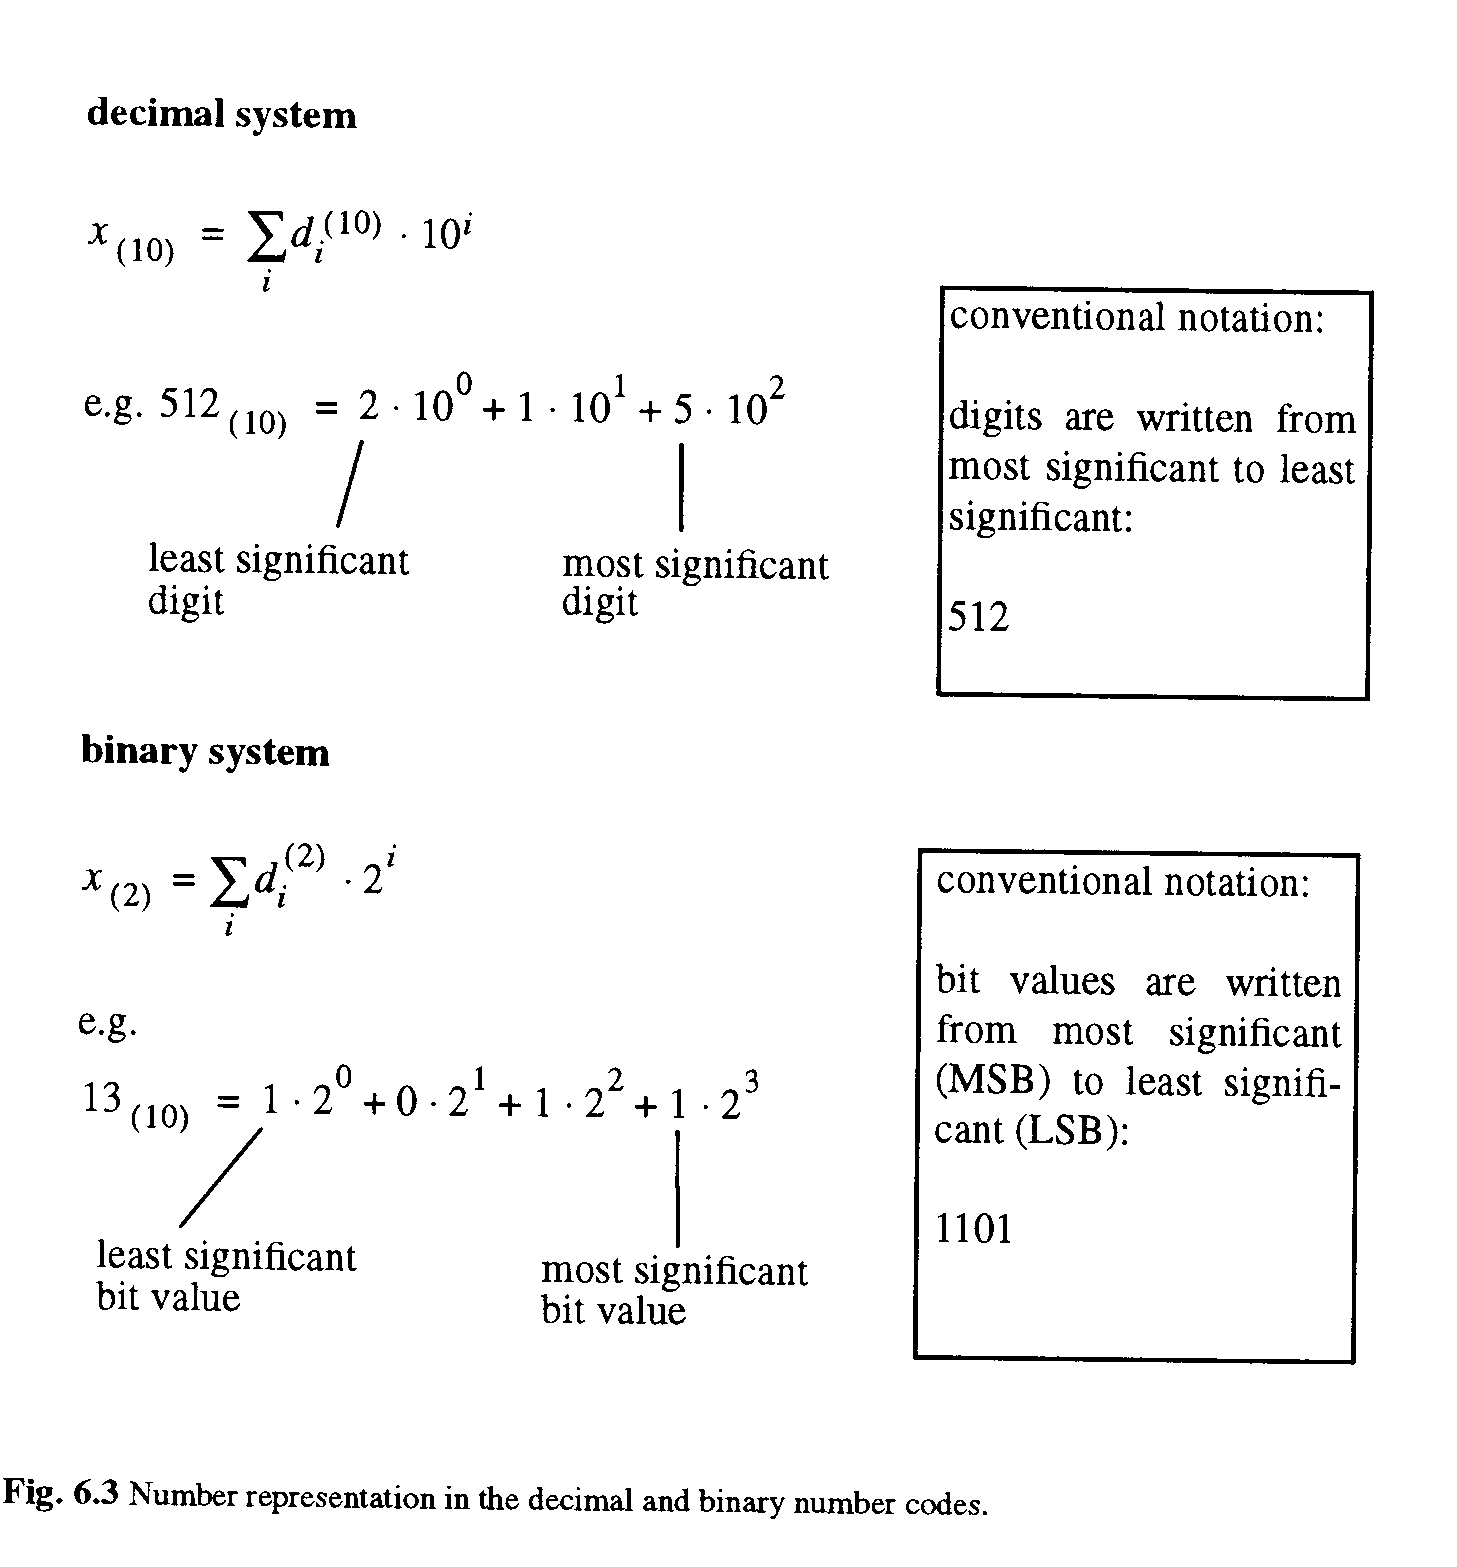 decimal system
x(10) = ∑i di(10) · 10^i
e.g. 512(10) = 2 · 10^0 + 1 · 10^1 + 5 · 10^2
least significant
digit
most significant
digit
conventional notation:
digits are written from
most significant to least
significant:
512
binary system
x(2) = ∑i di(2) · 2^i
e.g.
13(10) = 1 · 2^0 + 0 · 2^1 + 1 · 2^2 + 1 · 2^3
least significant
bit value
most significant
bit value
conventional notation:
bit values are written
from most significant
(MSB) to least signifi-
cant (LSB):
1101
Fig. 6.3 Number representation in the decimal and binary number codes.